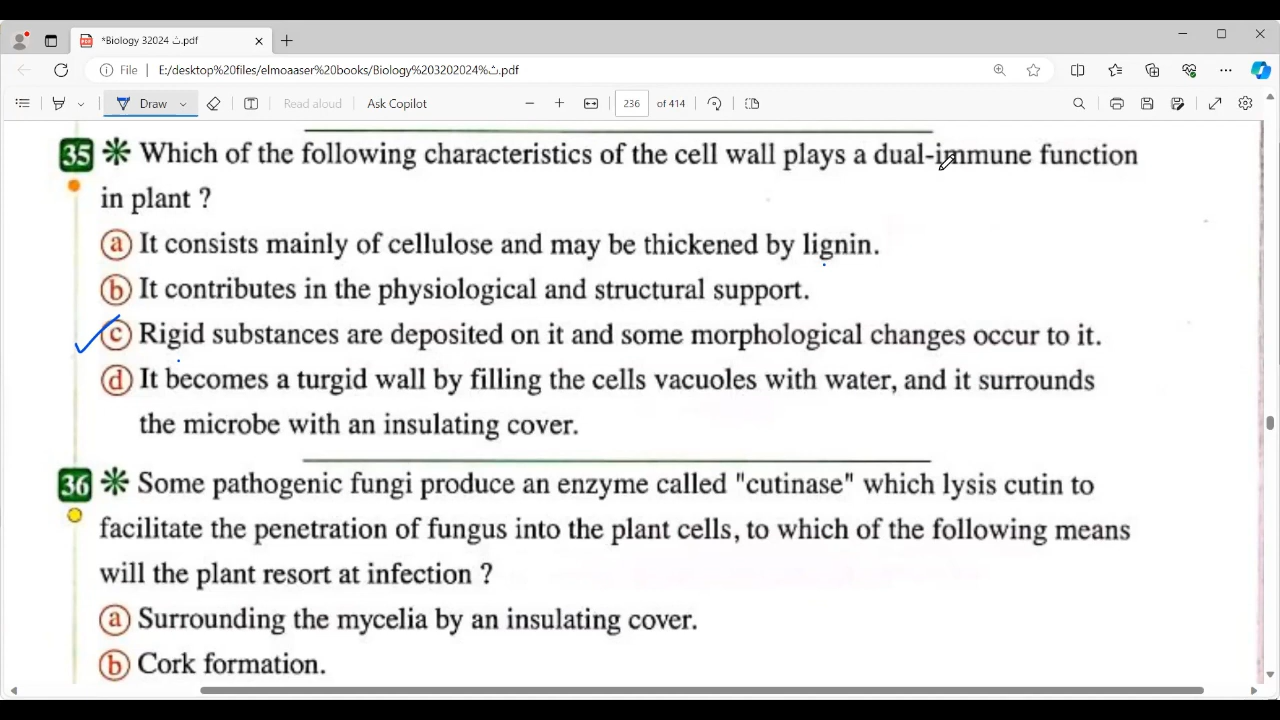 *Biology 32024 ث.pdf
File E:/desktop%20files/elmoaaser%20books/Biology%203202024%ث.pdf
Draw Read aloud Ask Copilot 236 of 414
35 Which of the following characteristics of the cell wall plays a dual-immune function
in plant ?
a It consists mainly of cellulose and may be thickened by lignin.
b It contributes in the physiological and structural support.
c Rigid substances are deposited on it and some morphological changes occur to it.
d It becomes a turgid wall by filling the cells vacuoles with water, and it surrounds
the microbe with an insulating cover.
36 Some pathogenic fungi produce an enzyme called "cutinase" which lysis cutin to
facilitate the penetration of fungus into the plant cells, to which of the following means
will the plant resort at infection ?
a Surrounding the mycelia by an insulating cover.
b Cork formation.